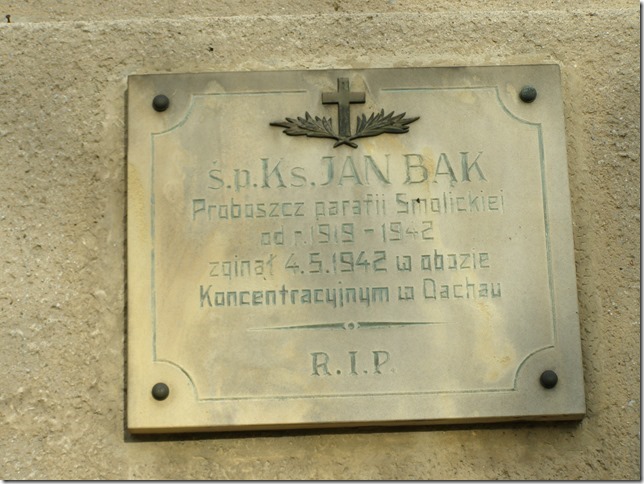 ś.p.Ks.JAN BĄK
Proboszcz parafii Smolickiej
od r.1919-1942
zginął 4.5.1942 w obozie
Koncentracyjnym w Dachau
R.I.P.